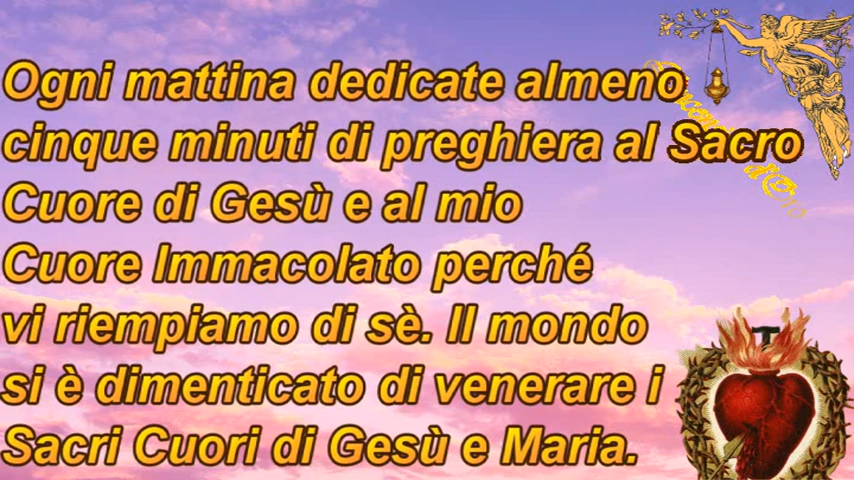 Ogni mattina dedicate almeno
cinque minuti di preghiera al Sacro
Cuore di Gesù e al mio
Cuore Immacolato perché
vi riempiamo di sè. Il mondo
si è dimenticato di venerare i
Sacri Cuori di Gesù e Maria.